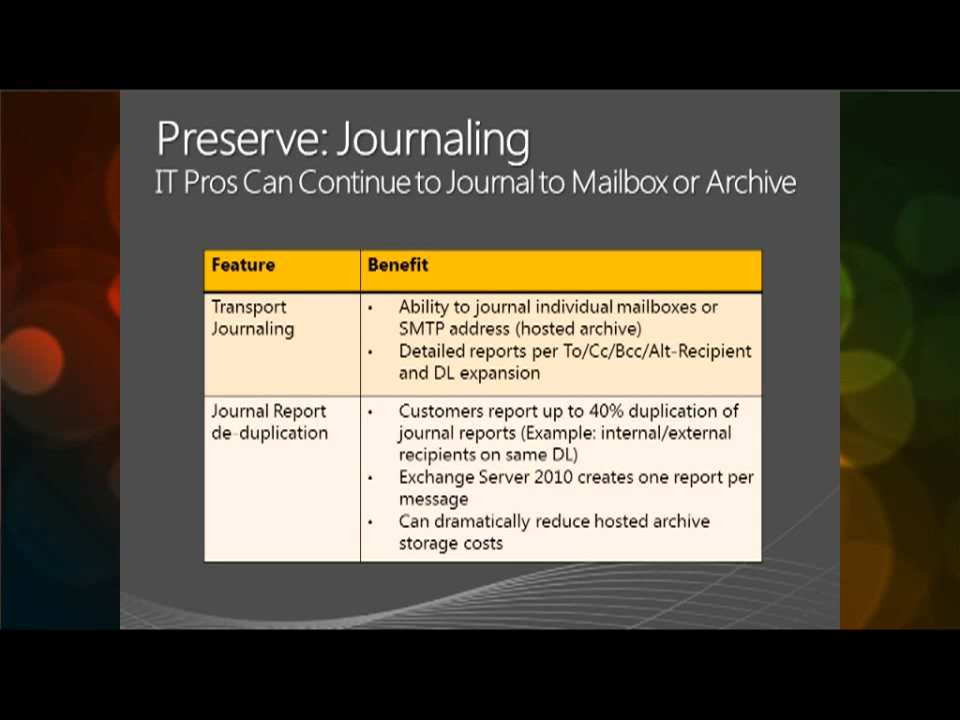 Preserve: Journaling
IT Pros Can Continue to Journal to Mailbox or Archive
Feature
Benefit
Transport
Journaling
• Ability to journal individual mailboxes or
SMTP address (hosted archive)
• Detailed reports per To/Cc/Bcc/Alt-Recipient
and DL expansion
Journal Report
de-duplication
• Customers report up to 40% duplication of
journal reports (Example: internal/external
recipients on same DL)
• Exchange Server 2010 creates one report per
message
• Can dramatically reduce hosted archive
storage costs